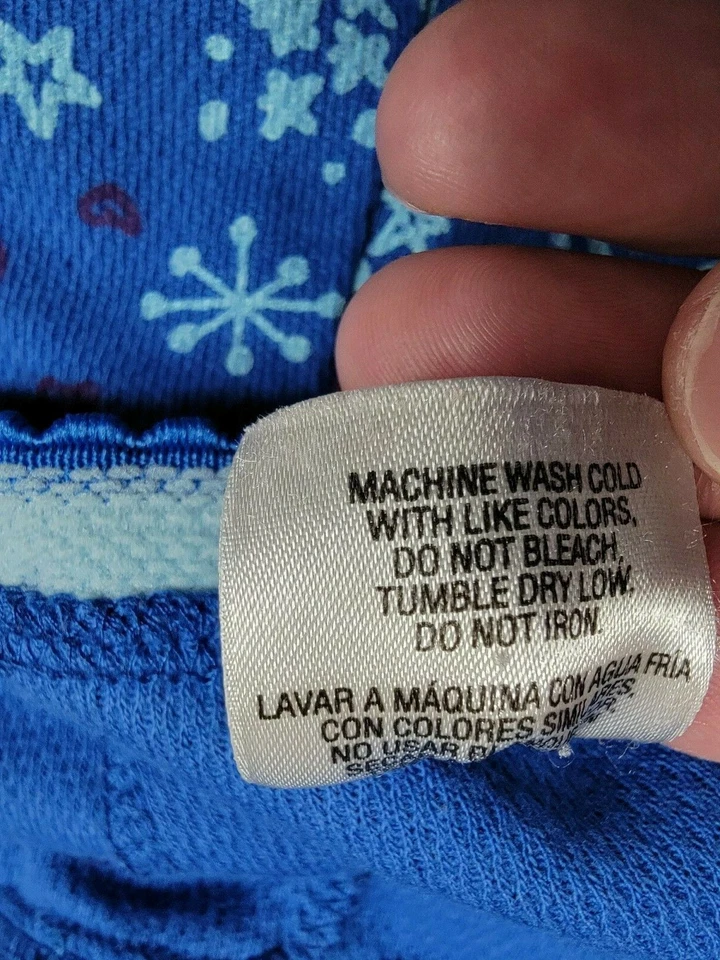 MACHINE WASH COLD
WITH LIKE COLORS,
DO NOT BLEACH,
TUMBLE DRY LOW.
DO NOT IRON.
LAVAR A MÁQUINA CON AGUA FRÍA
CON COLORES
NO USAR